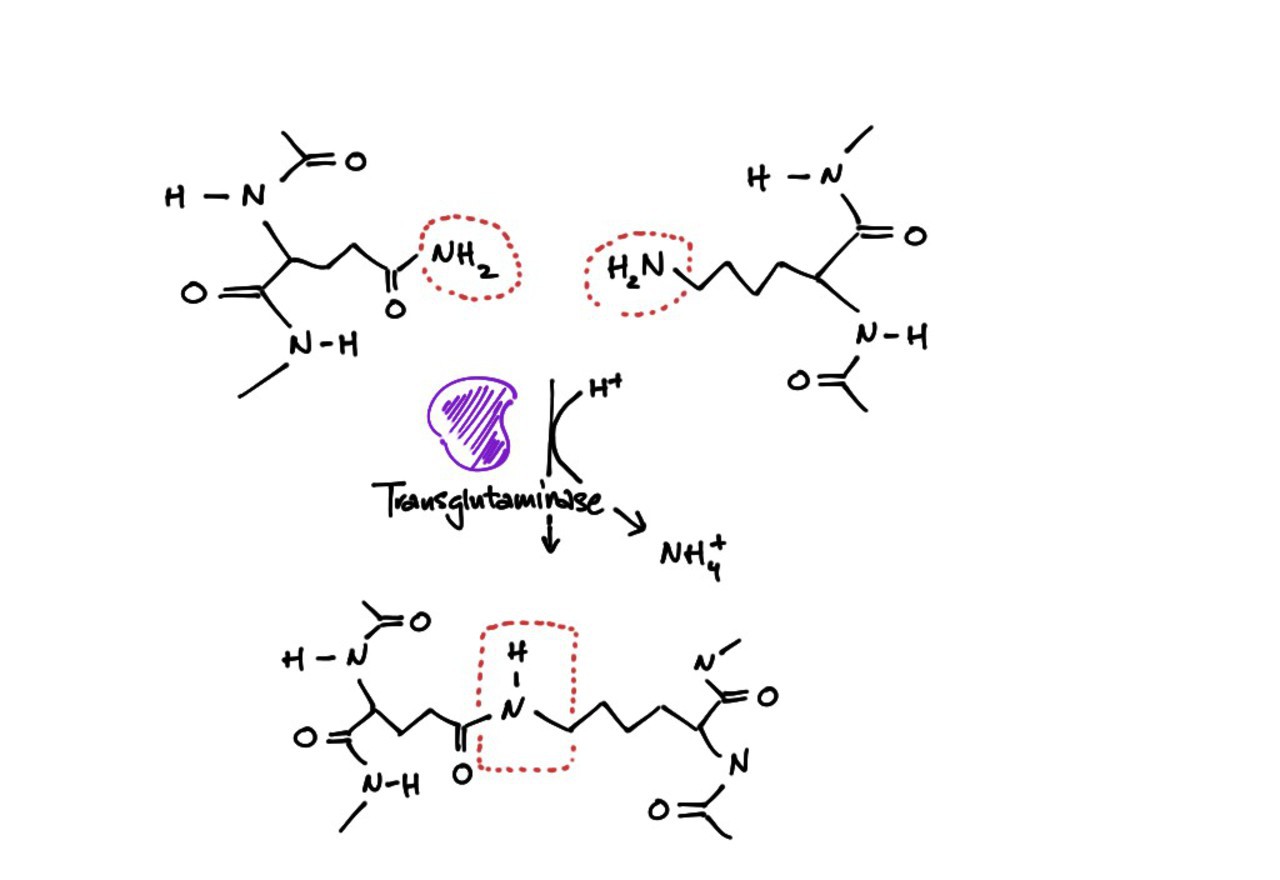 O
H - N
H - N
NH2
H2N
O
O
O
N-H
N-H
O
H+
Transglutaminase
NH4+
O
H
H - N
N
N
O
O
O
N-H
N
O